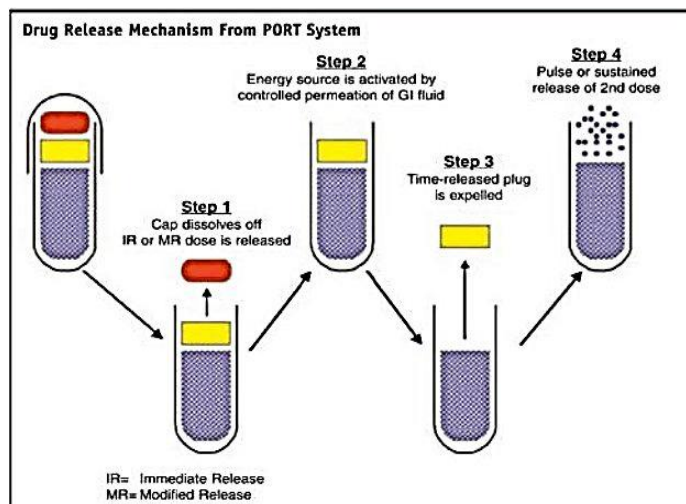 Drug Release Mechanism From PORT System
Step 1
Cap dissolves off
IR or MR dose is released
Step 2
Energy source is activated by
controlled permeation of GI fluid
Step 3
Time-released plug
is expelled
Step 4
Pulse or sustained
release of 2nd dose
IR= Immediate Release
MR= Modified Release